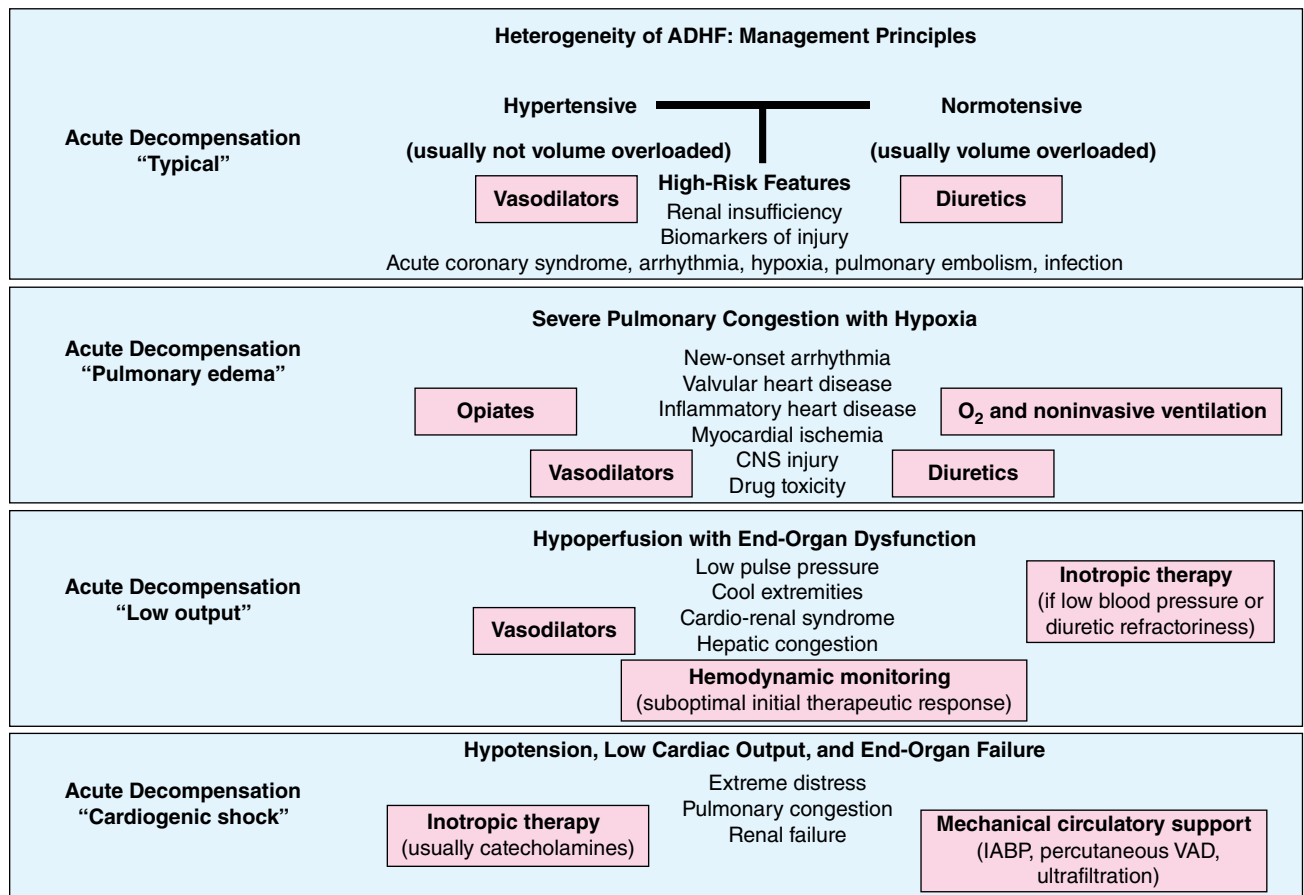 Heterogeneity of ADHF: Management Principles
Acute Decompensation
“Typical”
Hypertensive
Normotensive
(usually not volume overloaded)
(usually volume overloaded)
Vasodilators
High-Risk Features
Renal insufficiency
Biomarkers of injury
Diuretics
Acute coronary syndrome, arrhythmia, hypoxia, pulmonary embolism, infection
Severe Pulmonary Congestion with Hypoxia
Acute Decompensation
“Pulmonary edema”
New-onset arrhythmia
Valvular heart disease
Inflammatory heart disease
Myocardial ischemia
CNS injury
Drug toxicity
Opiates
O₂ and noninvasive ventilation
Vasodilators
Diuretics
Hypoperfusion with End-Organ Dysfunction
Acute Decompensation
“Low output”
Low pulse pressure
Cool extremities
Cardio-renal syndrome
Hepatic congestion
Vasodilators
Inotropic therapy
(if low blood pressure or
diuretic refractoriness)
Hemodynamic monitoring
(suboptimal initial therapeutic response)
Hypotension, Low Cardiac Output, and End-Organ Failure
Acute Decompensation
“Cardiogenic shock”
Extreme distress
Pulmonary congestion
Renal failure
Inotropic therapy
(usually catecholamines)
Mechanical circulatory support
(IABP, percutaneous VAD,
ultrafiltration)